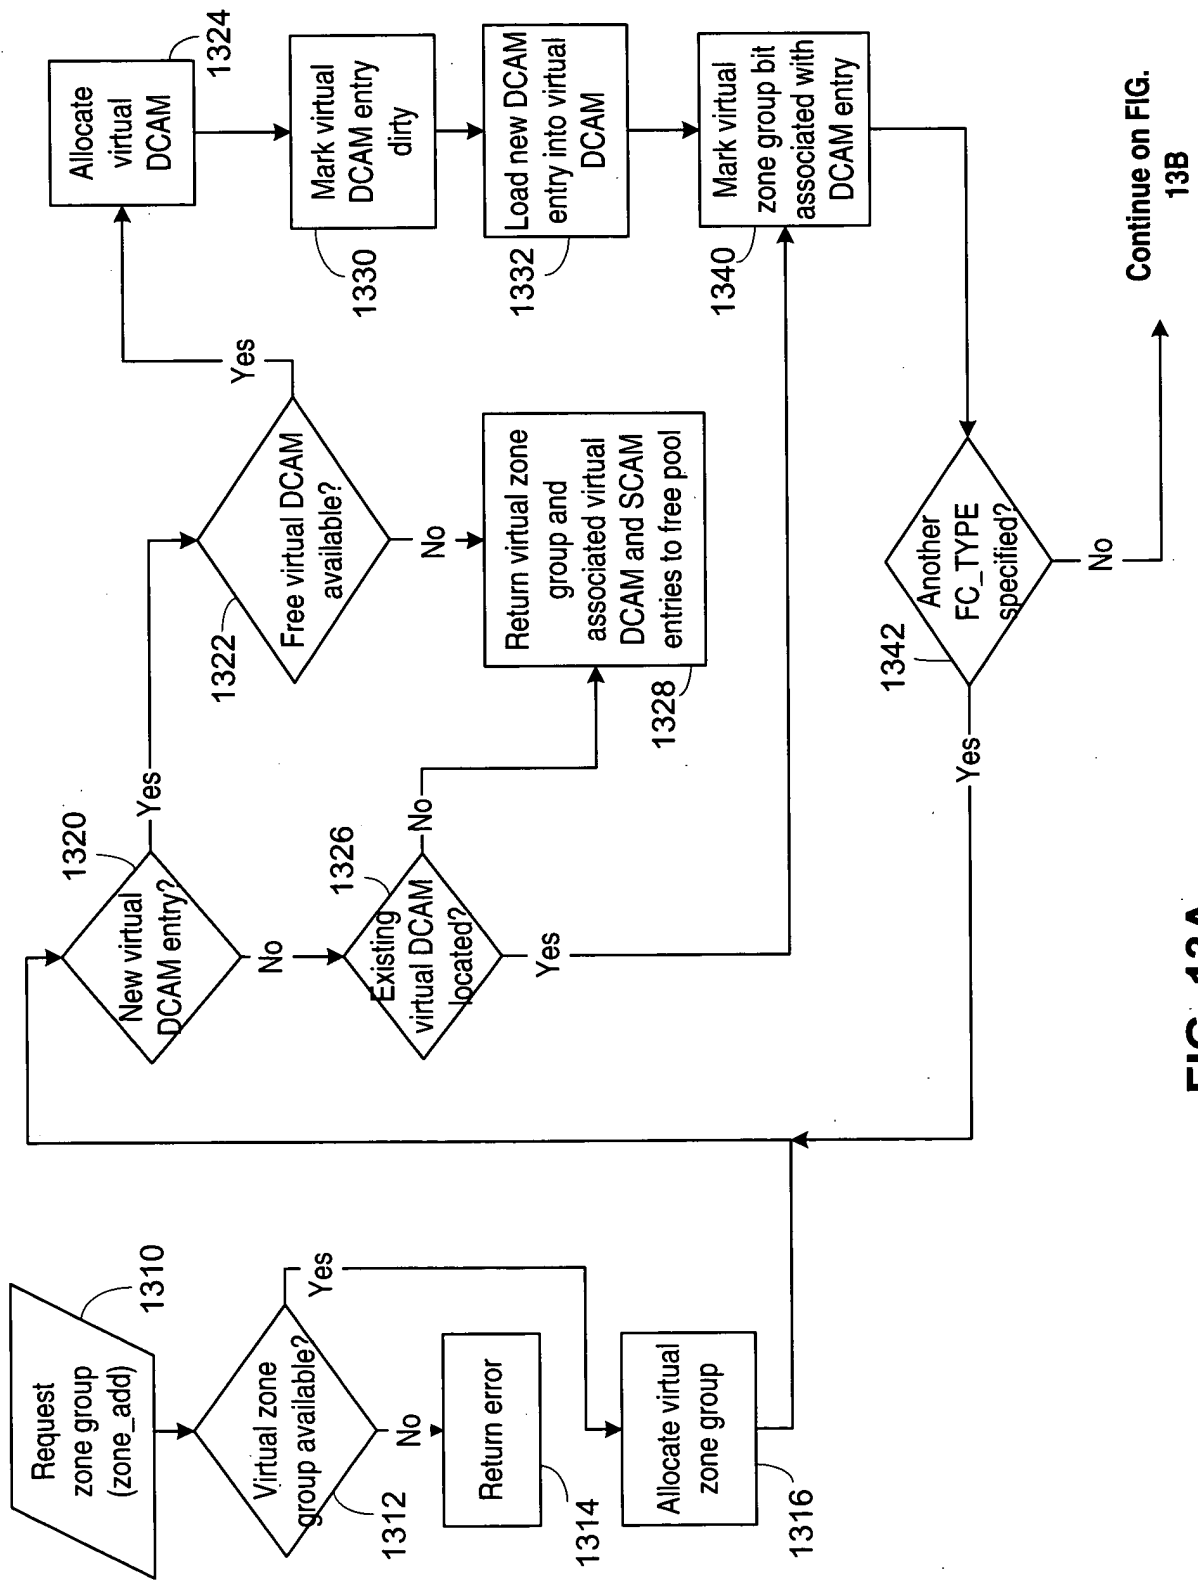 Request
zone group
(zone_add)
1310
Virtual zone
group available?
1312
Yes
No
Return error
1314
Allocate virtual
zone group
1316
New virtual
DCAM entry?
1320
Yes
No
Existing
virtual DCAM
located?
1326
No
Yes
Free virtual DCAM
available?
1322
Yes
No
Return virtual zone
group and
associated virtual
DCAM and SCAM
entries to free pool
1328
Allocate
virtual
DCAM
1324
Mark virtual
DCAM entry
dirty
1330
Load new DCAM
entry into virtual
DCAM
1332
Mark virtual
zone group bit
associated with
DCAM entry
1340
Another
FC_TYPE
specified?
1342
Yes
No
Continue on FIG.
13B
FIG. 13A